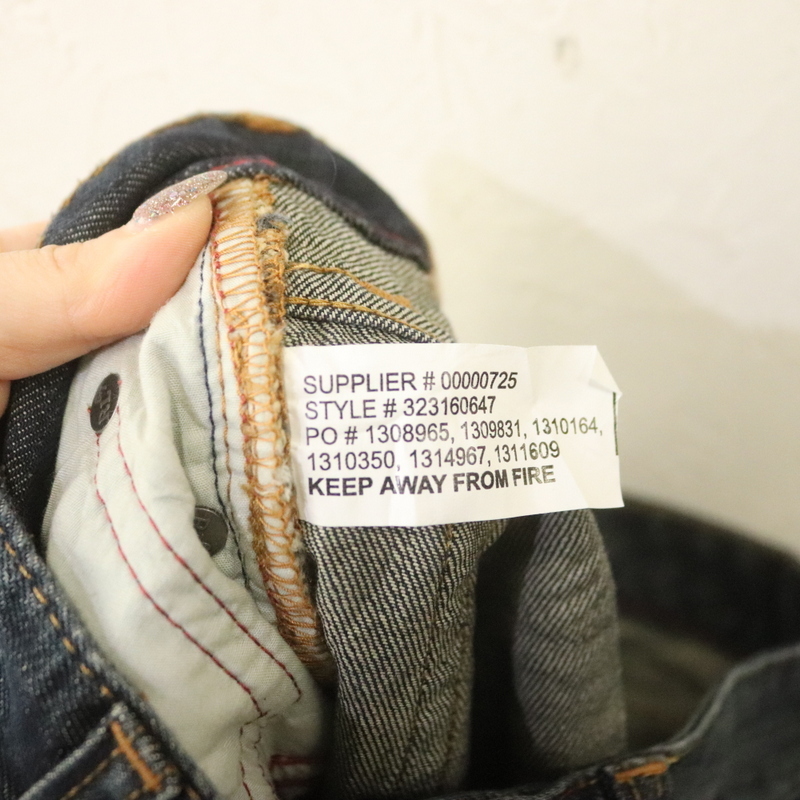 SUPPLIER # 00000725
STYLE # 323160647
PO # 1308965, 1309831, 1310164,
1310350, 1314967, 1311609
KEEP AWAY FROM FIRE